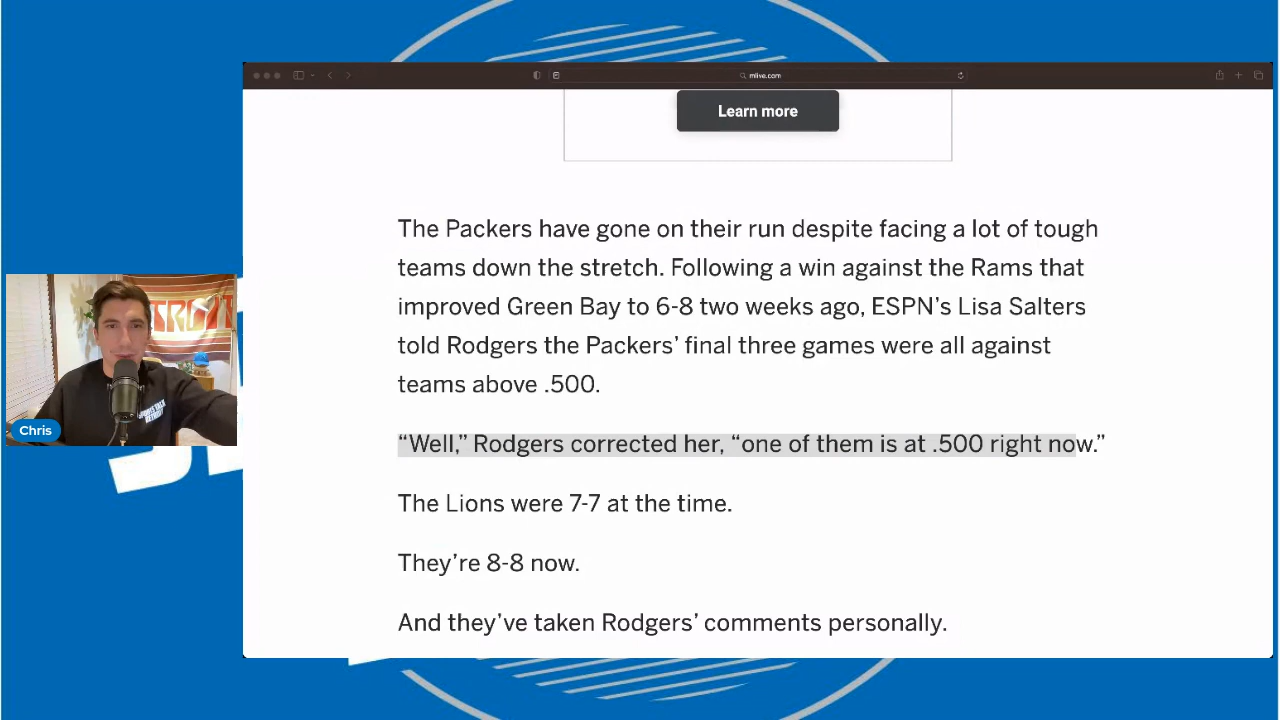 mlive.com
Learn more
The Packers have gone on their run despite facing a lot of tough
teams down the stretch. Following a win against the Rams that
improved Green Bay to 6-8 two weeks ago, ESPN’s Lisa Salters
told Rodgers the Packers’ final three games were all against
teams above .500.
“Well,” Rodgers corrected her, “one of them is at .500 right now.”
The Lions were 7-7 at the time.
They’re 8-8 now.
And they’ve taken Rodgers’ comments personally.
Chris